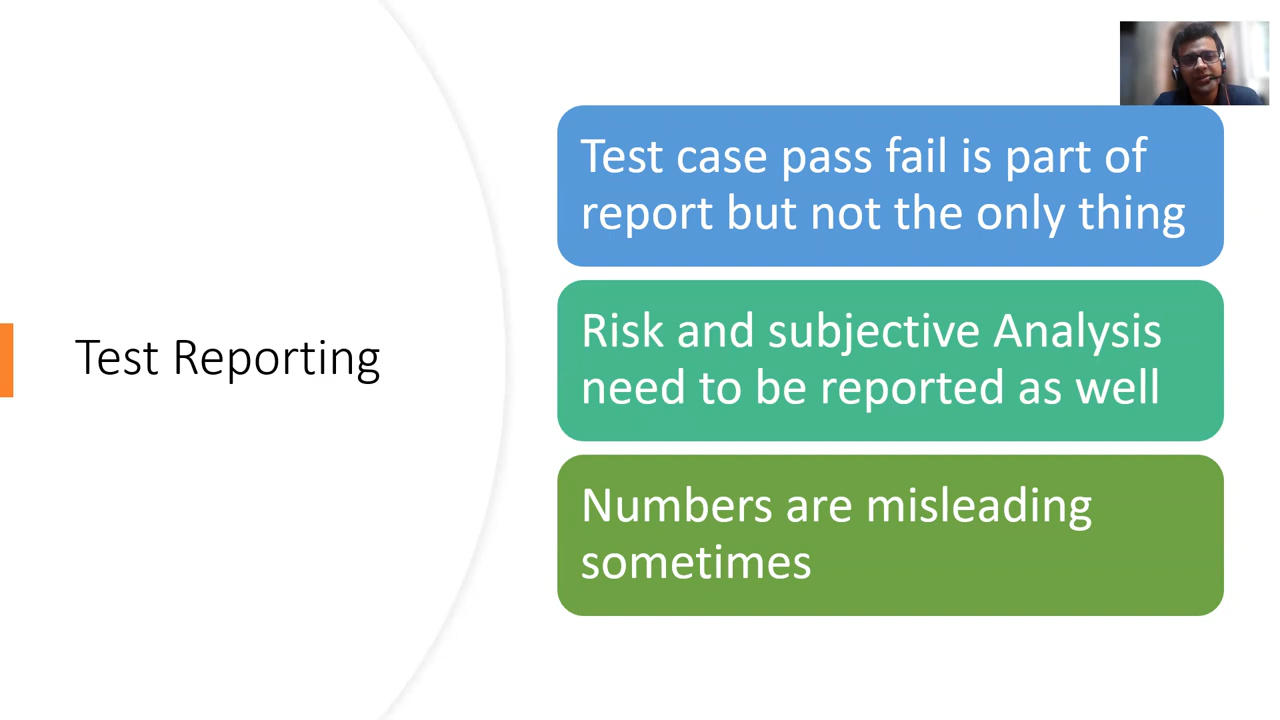 Test Reporting
Test case pass fail is part of
report but not the only thing
Risk and subjective Analysis
need to be reported as well
Numbers are misleading
sometimes